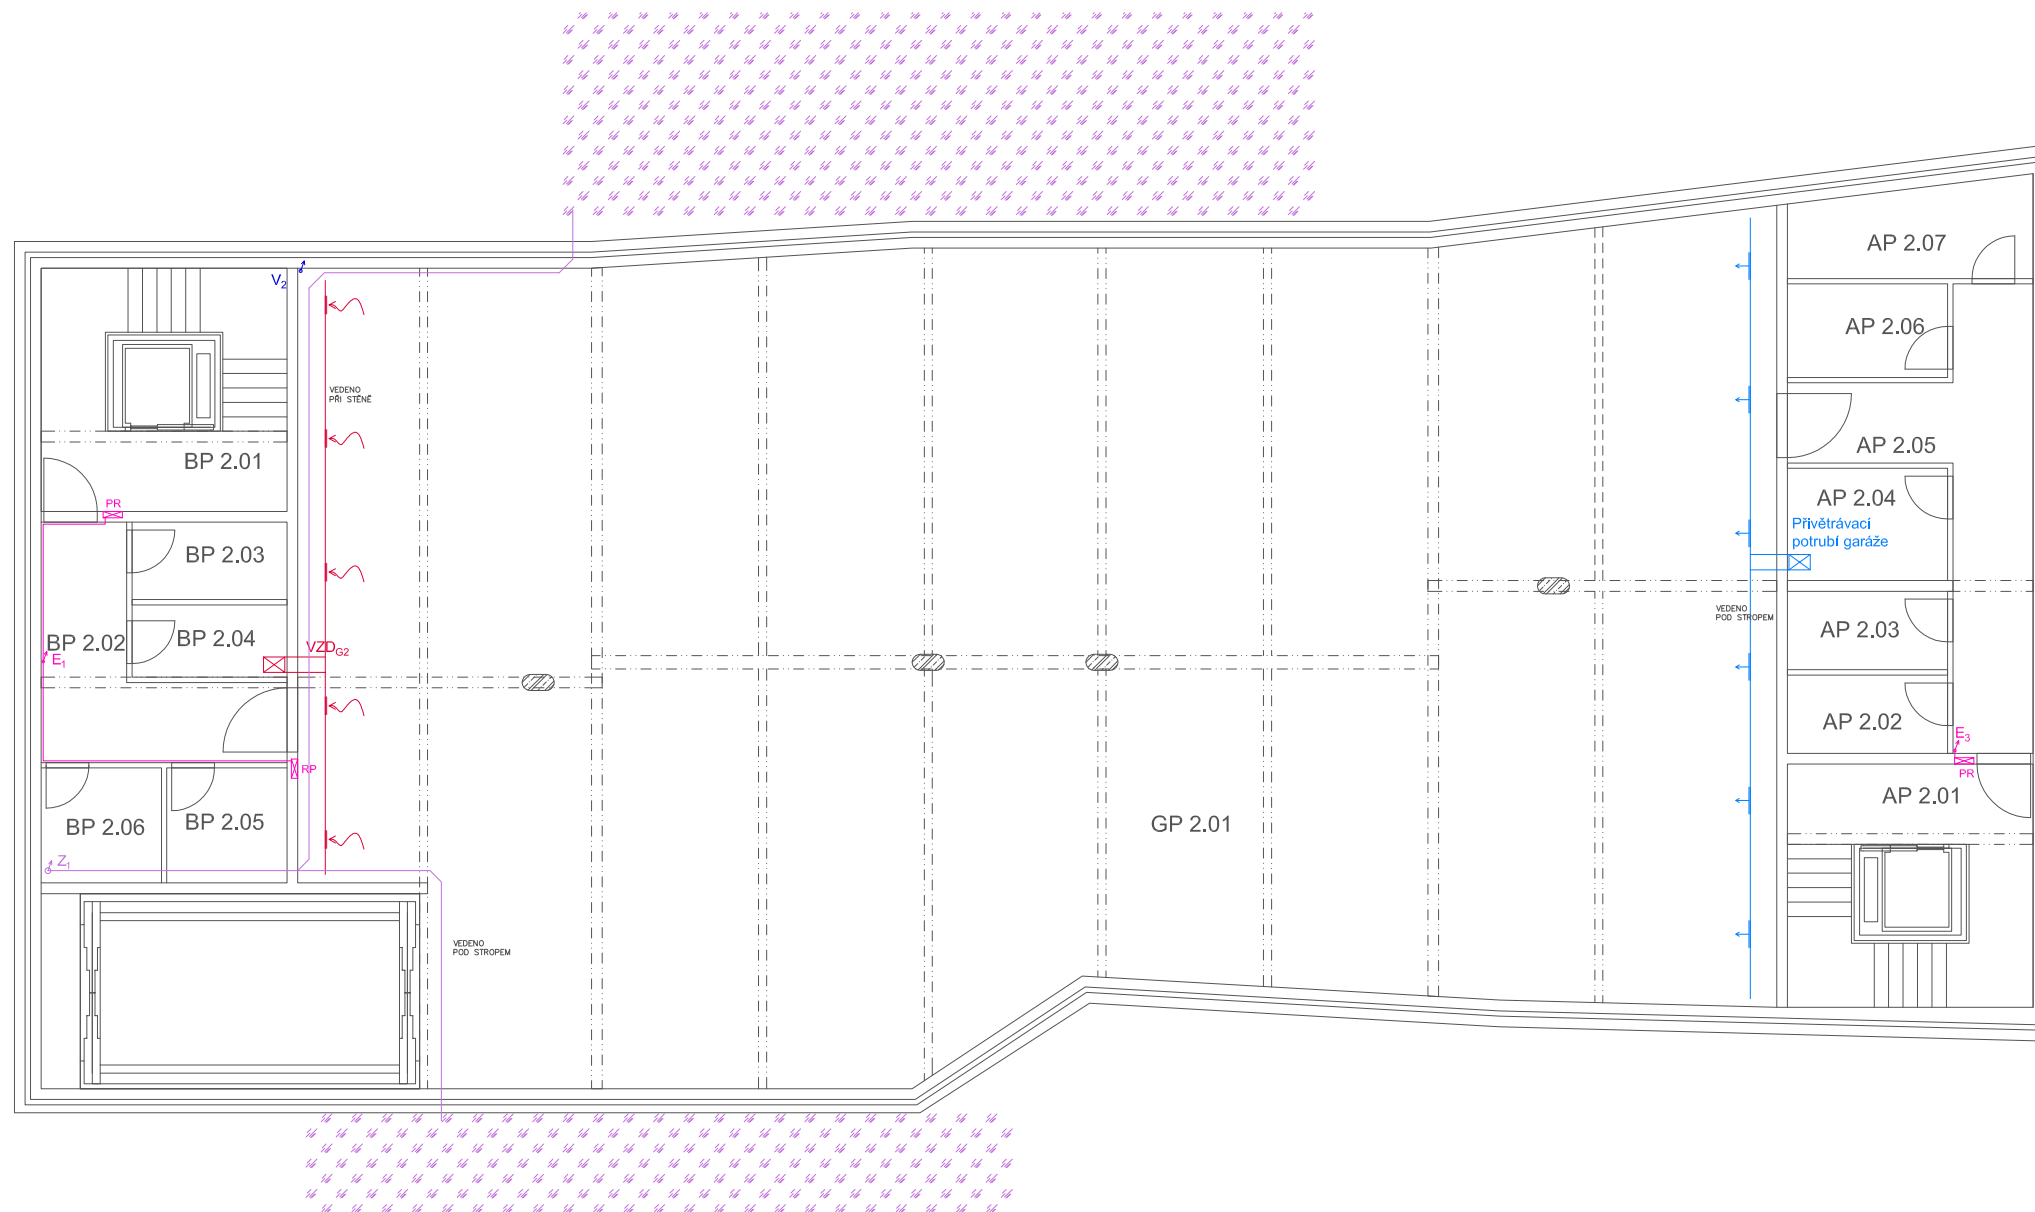 AP 2.07
V2
AP 2.06
VEDENO
PŘI STĚNĚ
AP 2.05
BP 2.01
AP 2.04
PR
Přivětrávací
potrubí garáže
BP 2.03
VEDENO
POD STROPEM
AP 2.03
BP 2.02
BP 2.04
VZDG2
E1
AP 2.02
E3
RP
PR
AP 2.01
BP 2.06
BP 2.05
GP 2.01
Z1
VEDENO
POD STROPEM